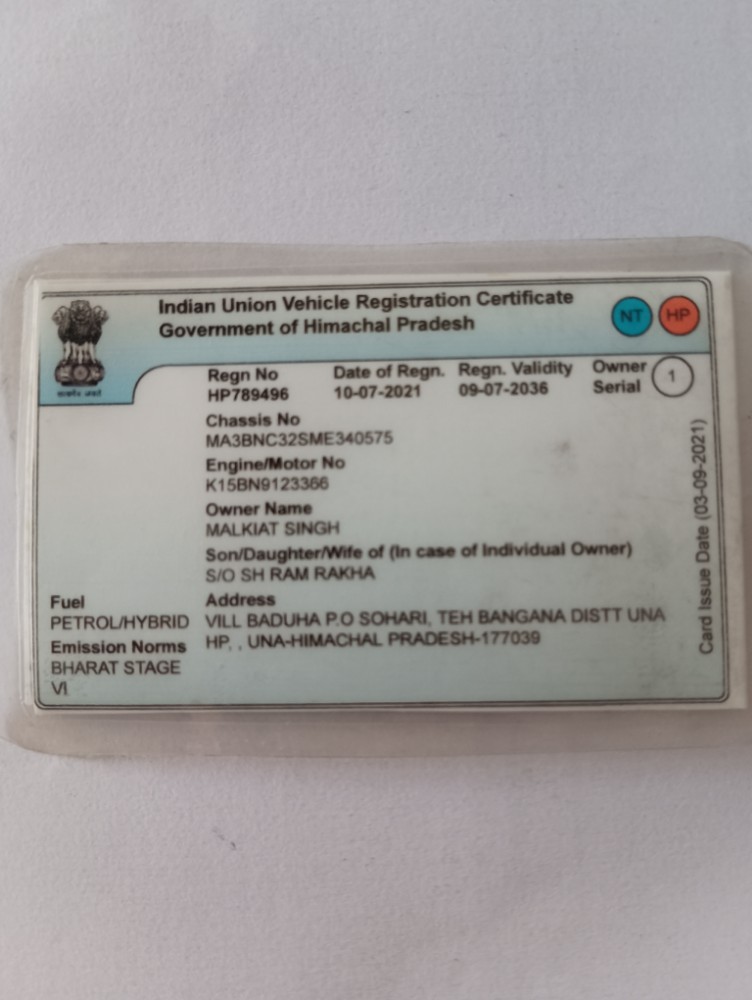 Indian Union Vehicle Registration Certificate
Government of Himachal Pradesh
NT HP
Regn No Date of Regn. Regn. Validity Owner Serial 1
HP789496 10-07-2021 09-07-2036
Chassis No
MA3BNC32SME340575
Engine/Motor No
K15BN9123366
Owner Name
MALKIAT SINGH
Son/Daughter/Wife of (In case of Individual Owner)
S/O SH RAM RAKHA
Fuel
PETROL/HYBRID
Emission Norms
BHARAT STAGE
VI
Address
VILL BADUHA P.O SOHARI, TEH BANGANA DISTT UNA
HP, , UNA-HIMACHAL PRADESH-177039
Card Issue Date (03-09-2021)
सत्यमेव जयते